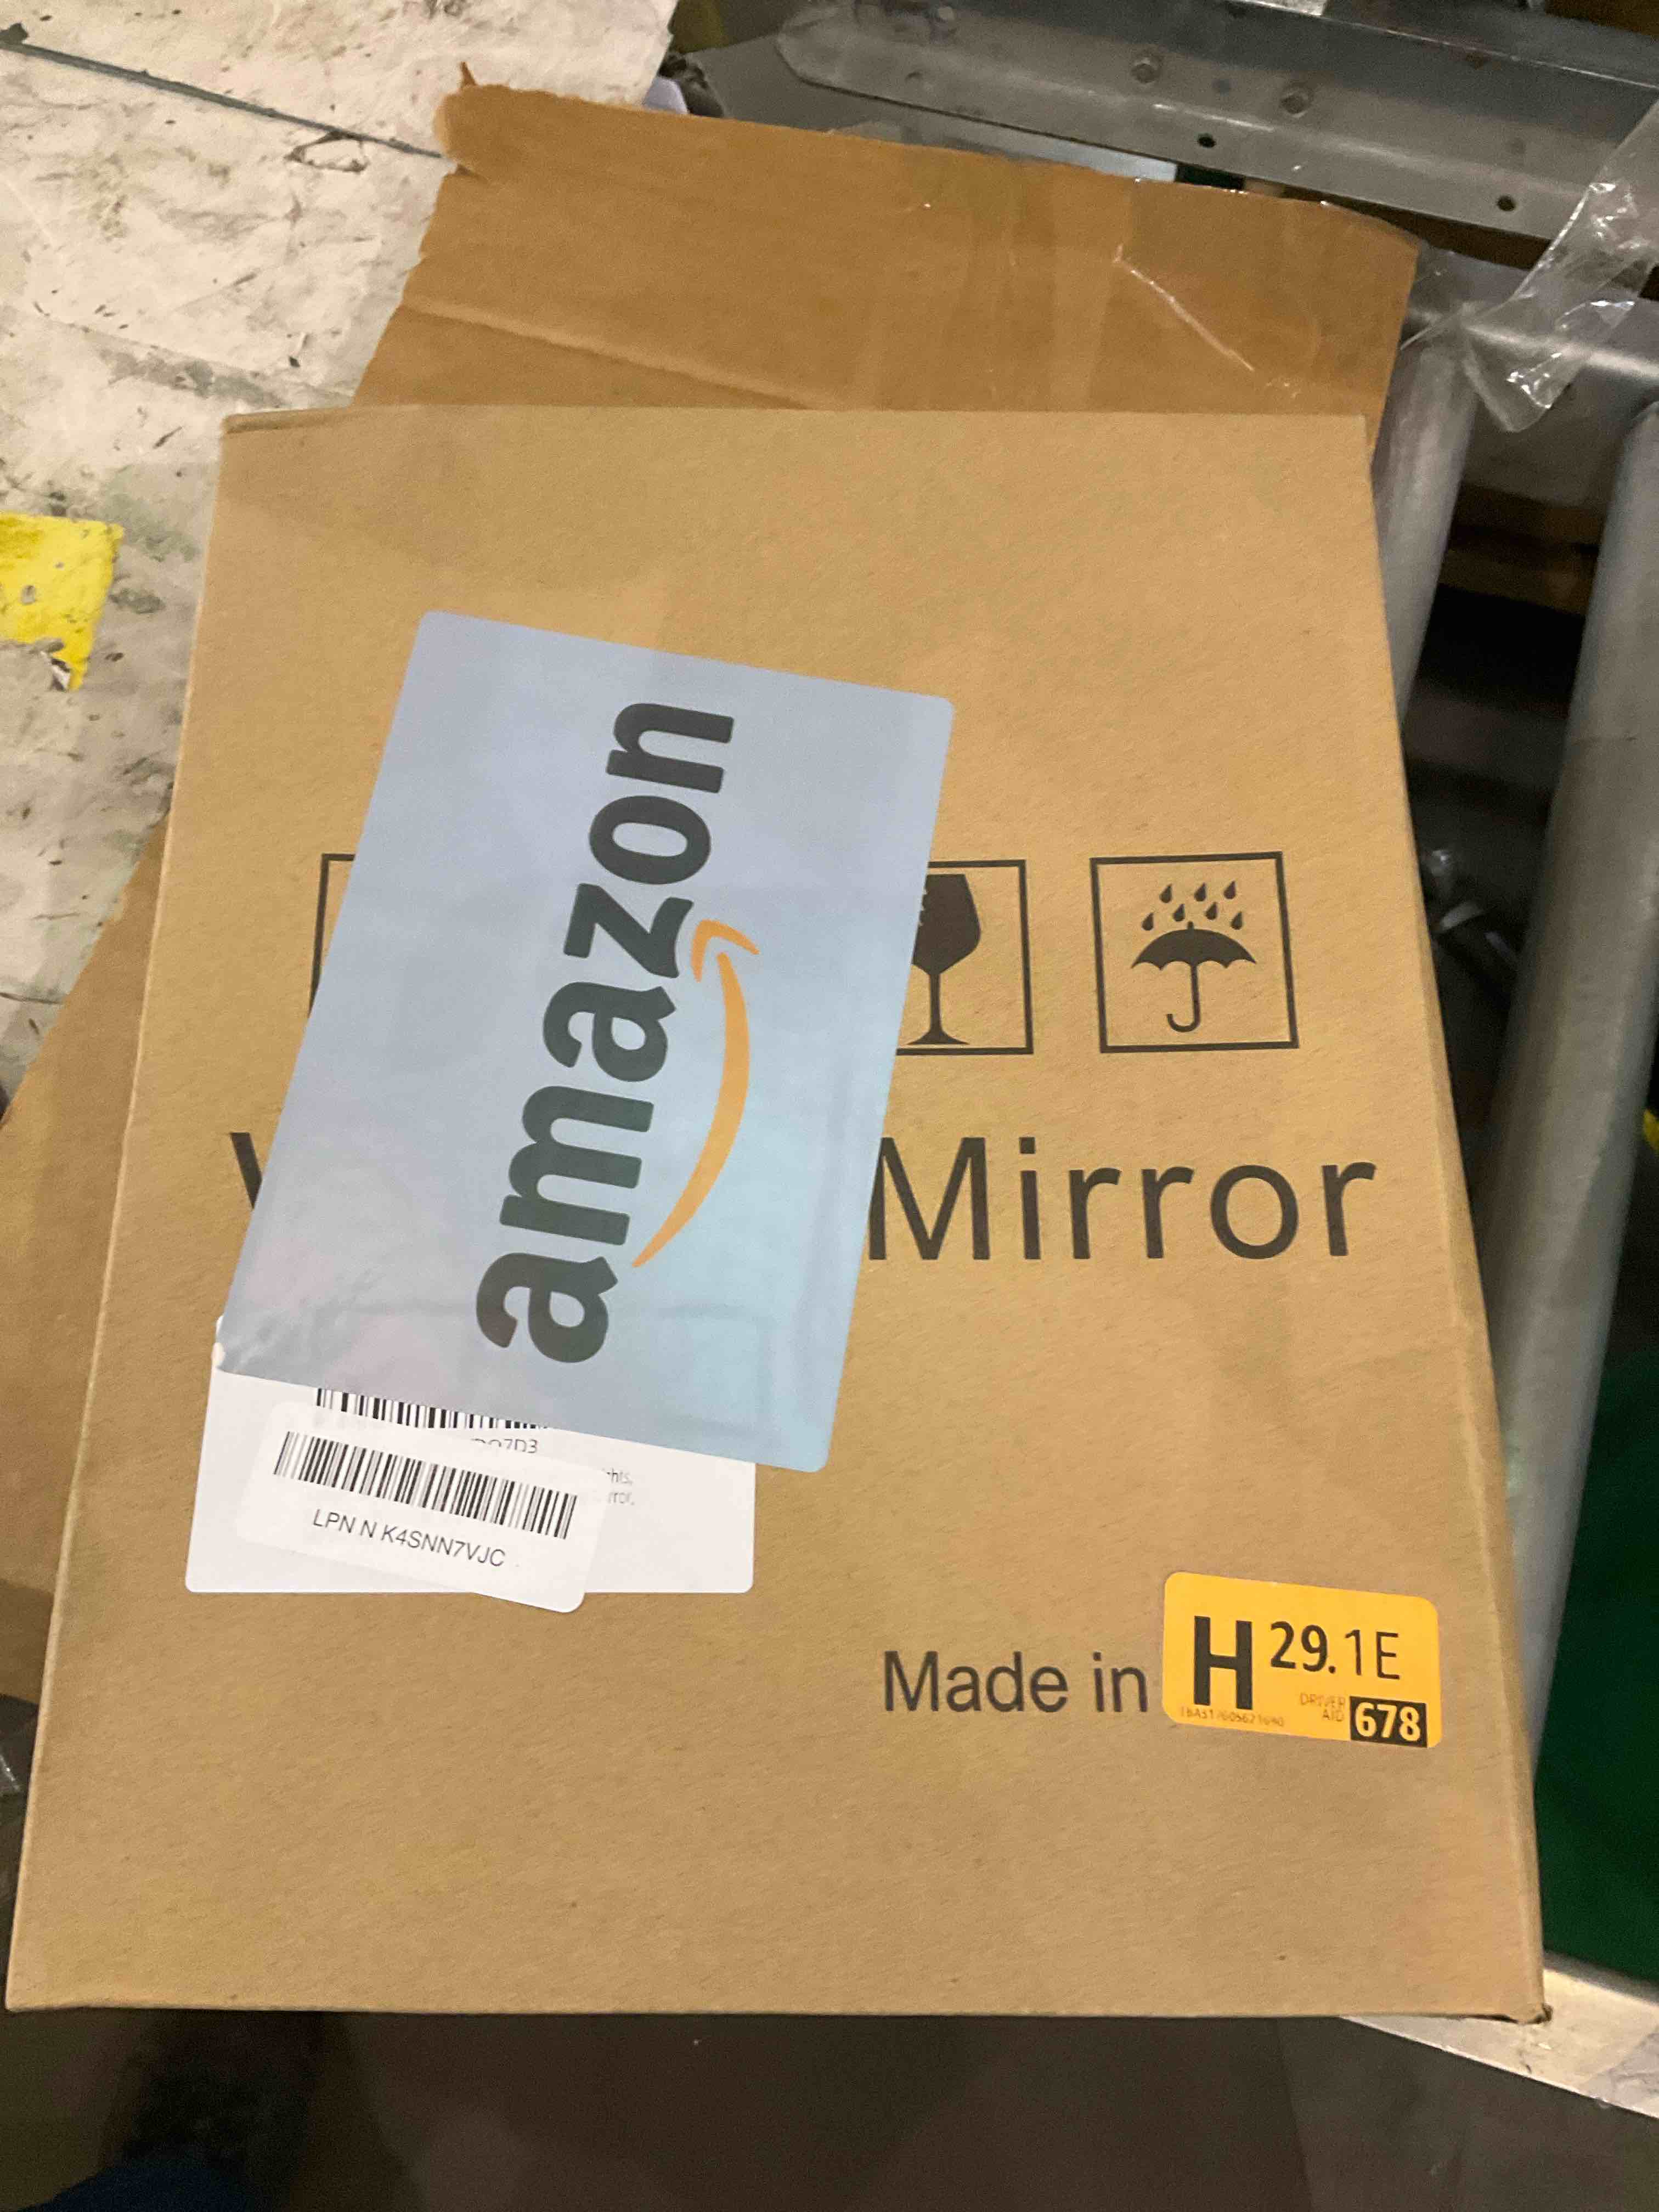 amazon
Mirror
LPN N K4SNN7VJC
Made in
H 29.1E
DRIVER
AID 678